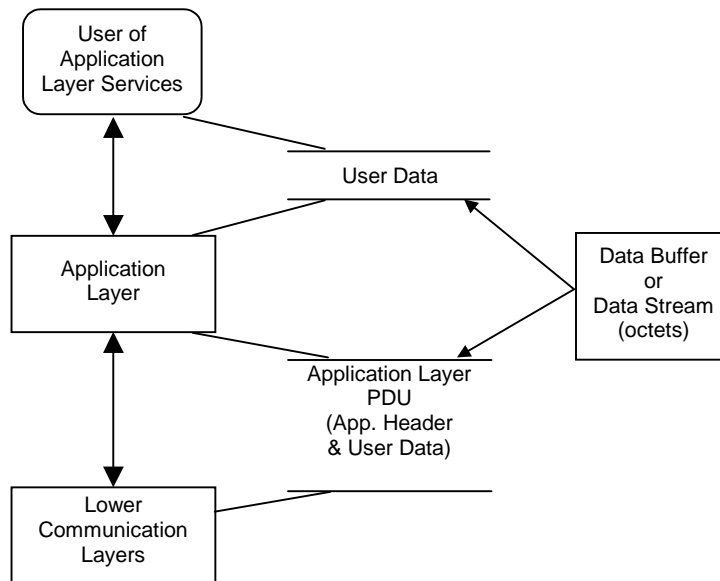 User of
Application
Layer Services
User Data
Application
Layer
Data Buffer
or
Data Stream
(octets)
Application Layer
PDU
(App. Header
& User Data)
Lower
Communication
Layers